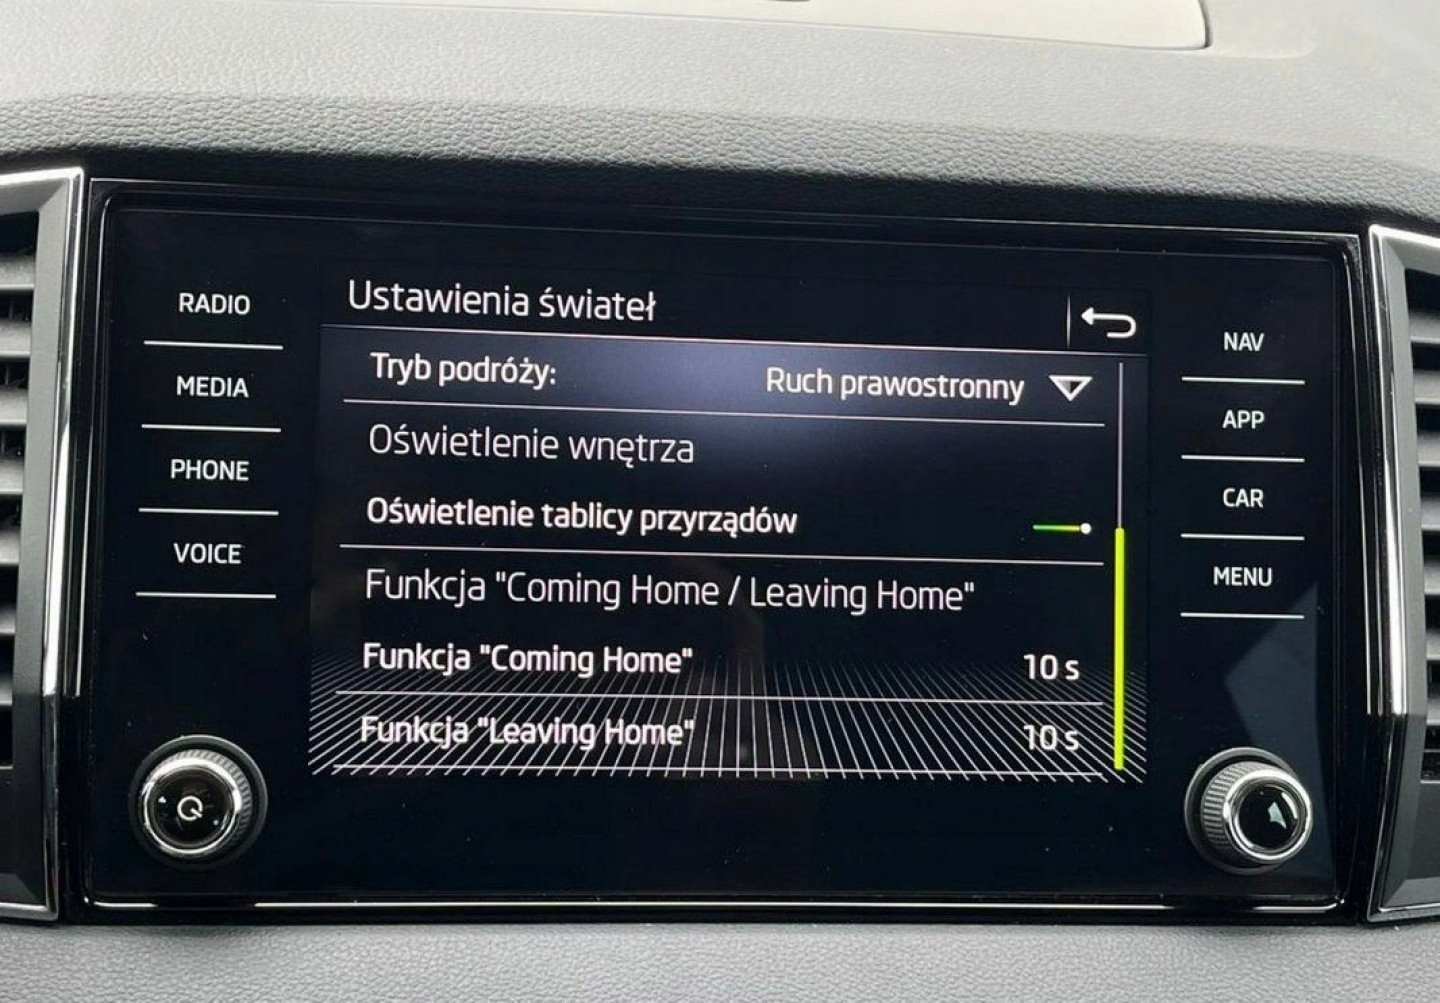 Ustawienia świateł
RADIO
MEDIA
PHONE
VOICE
Tryb podróży: Ruch prawostronny
Oświetlenie wnętrza
Oświetlenie tablicy przyrządów
Funkcja "Coming Home / Leaving Home"
Funkcja "Coming Home" 10 s
Funkcja "Leaving Home" 10 s
NAV
APP
CAR
MENU